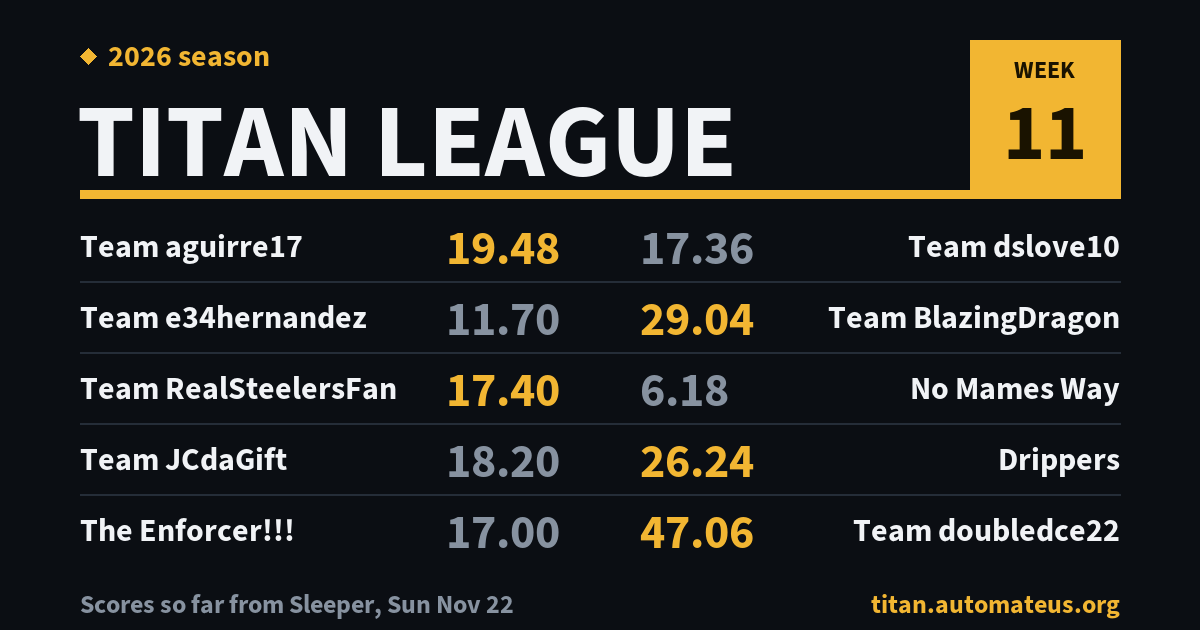 2026 season
WEEK
11
TITAN LEAGUE
Team aguirre17 19.48 17.36 Team dslove10
Team e34hernandez 11.70 29.04 Team BlazingDragon
Team RealSteelersFan 17.40 6.18 No Mames Way
Team JCdaGift 18.20 26.24 Drippers
The Enforcer!!! 17.00 47.06 Team doubledce22
Scores so far from Sleeper, Sun Nov 22 titan.automateus.org